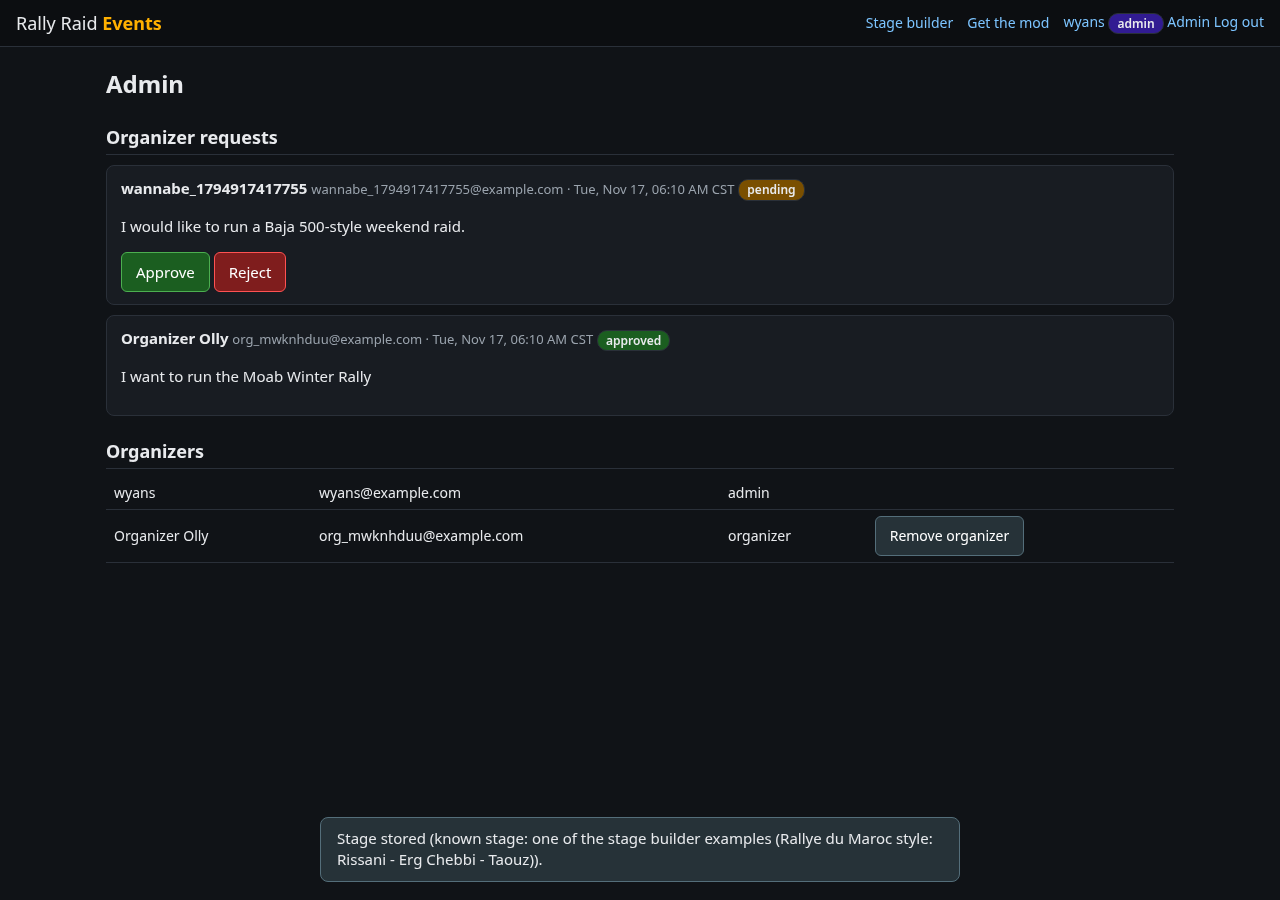 Rally Raid Events
Stage builder Get the mod wyans admin Admin Log out
Admin
Organizer requests
wannabe_1794917417755 wannabe_1794917417755@example.com · Tue, Nov 17, 06:10 AM CST pending
I would like to run a Baja 500-style weekend raid.
Approve Reject
Organizer Olly org_mwknhduu@example.com · Tue, Nov 17, 06:10 AM CST approved
I want to run the Moab Winter Rally
Organizers
wyans wyans@example.com admin
Organizer Olly org_mwknhduu@example.com organizer Remove organizer
Stage stored (known stage: one of the stage builder examples (Rallye du Maroc style:
Rissani - Erg Chebbi - Taouz)).